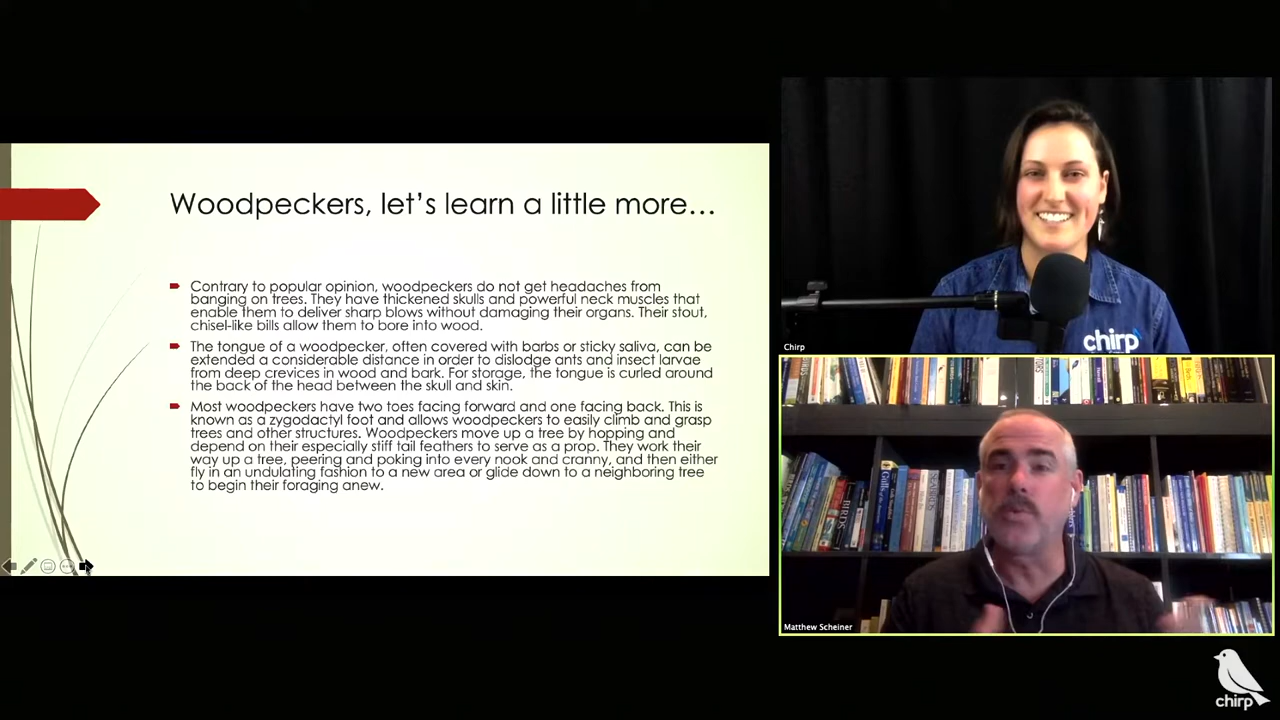 Woodpeckers, let's learn a little more...
Contrary to popular opinion, woodpeckers do not get headaches from
banging on trees. They have thickened skulls and powerful neck muscles that
enable them to deliver sharp blows without damaging their organs. Their stout,
chisel-like bills allow them to bore into wood.
The tongue of a woodpecker, often covered with barbs or sticky saliva, can be
extended a considerable distance in order to dislodge ants and insect larvae
from deep crevices in wood and bark. For storage, the tongue is curled around
the back of the head between the skull and skin.
Most woodpeckers have two toes facing forward and one facing back. This is
known as a zygodactyl foot and allows woodpeckers to easily climb and grasp
trees and other structures. Woodpeckers move up a tree by hopping and
depend on their especially stiff tail feathers to serve as a prop. They work their
way up a tree, peering and poking into every nook and cranny, and then either
fly in an undulating fashion to a new area or glide down to a neighboring tree
to begin their foraging anew.
chirp
Chirp
BIRDS
Matthew Scheiner
chirp